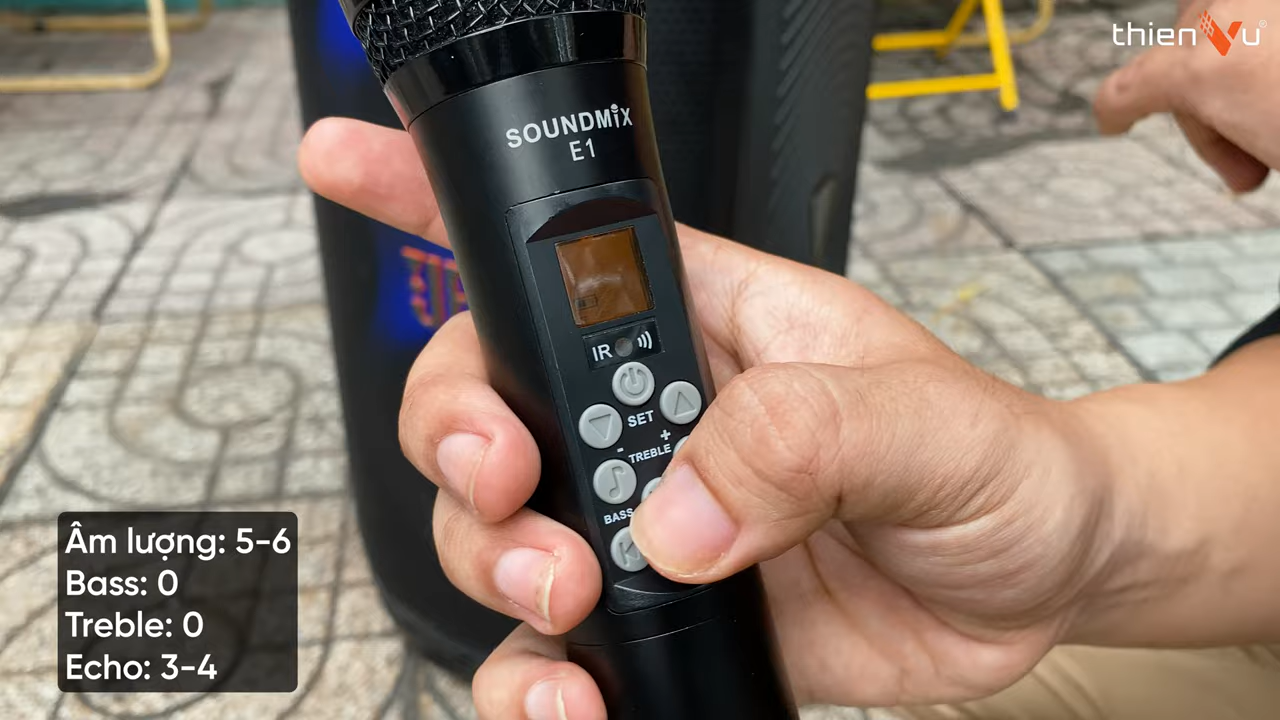 thienVu®
SOUNDMIX
E1
IR
SET
+
-
TREBLE
BASS
Âm lượng: 5-6
Bass: 0
Treble: 0
Echo: 3-4